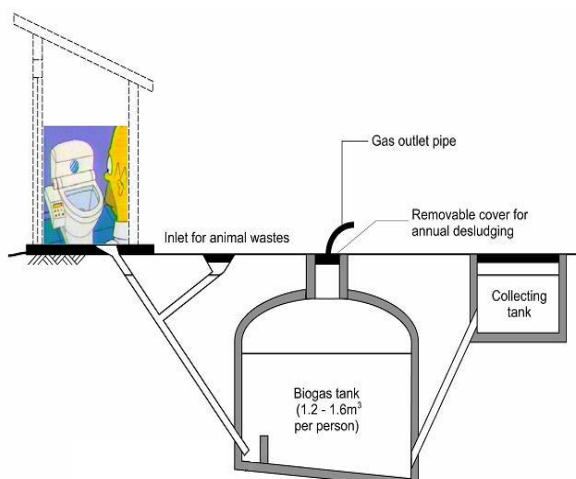 Gas outlet pipe
Removable cover for
annual desludging
Inlet for animal wastes
Collecting
tank
Biogas tank
(1.2 - 1.6m³
per person)